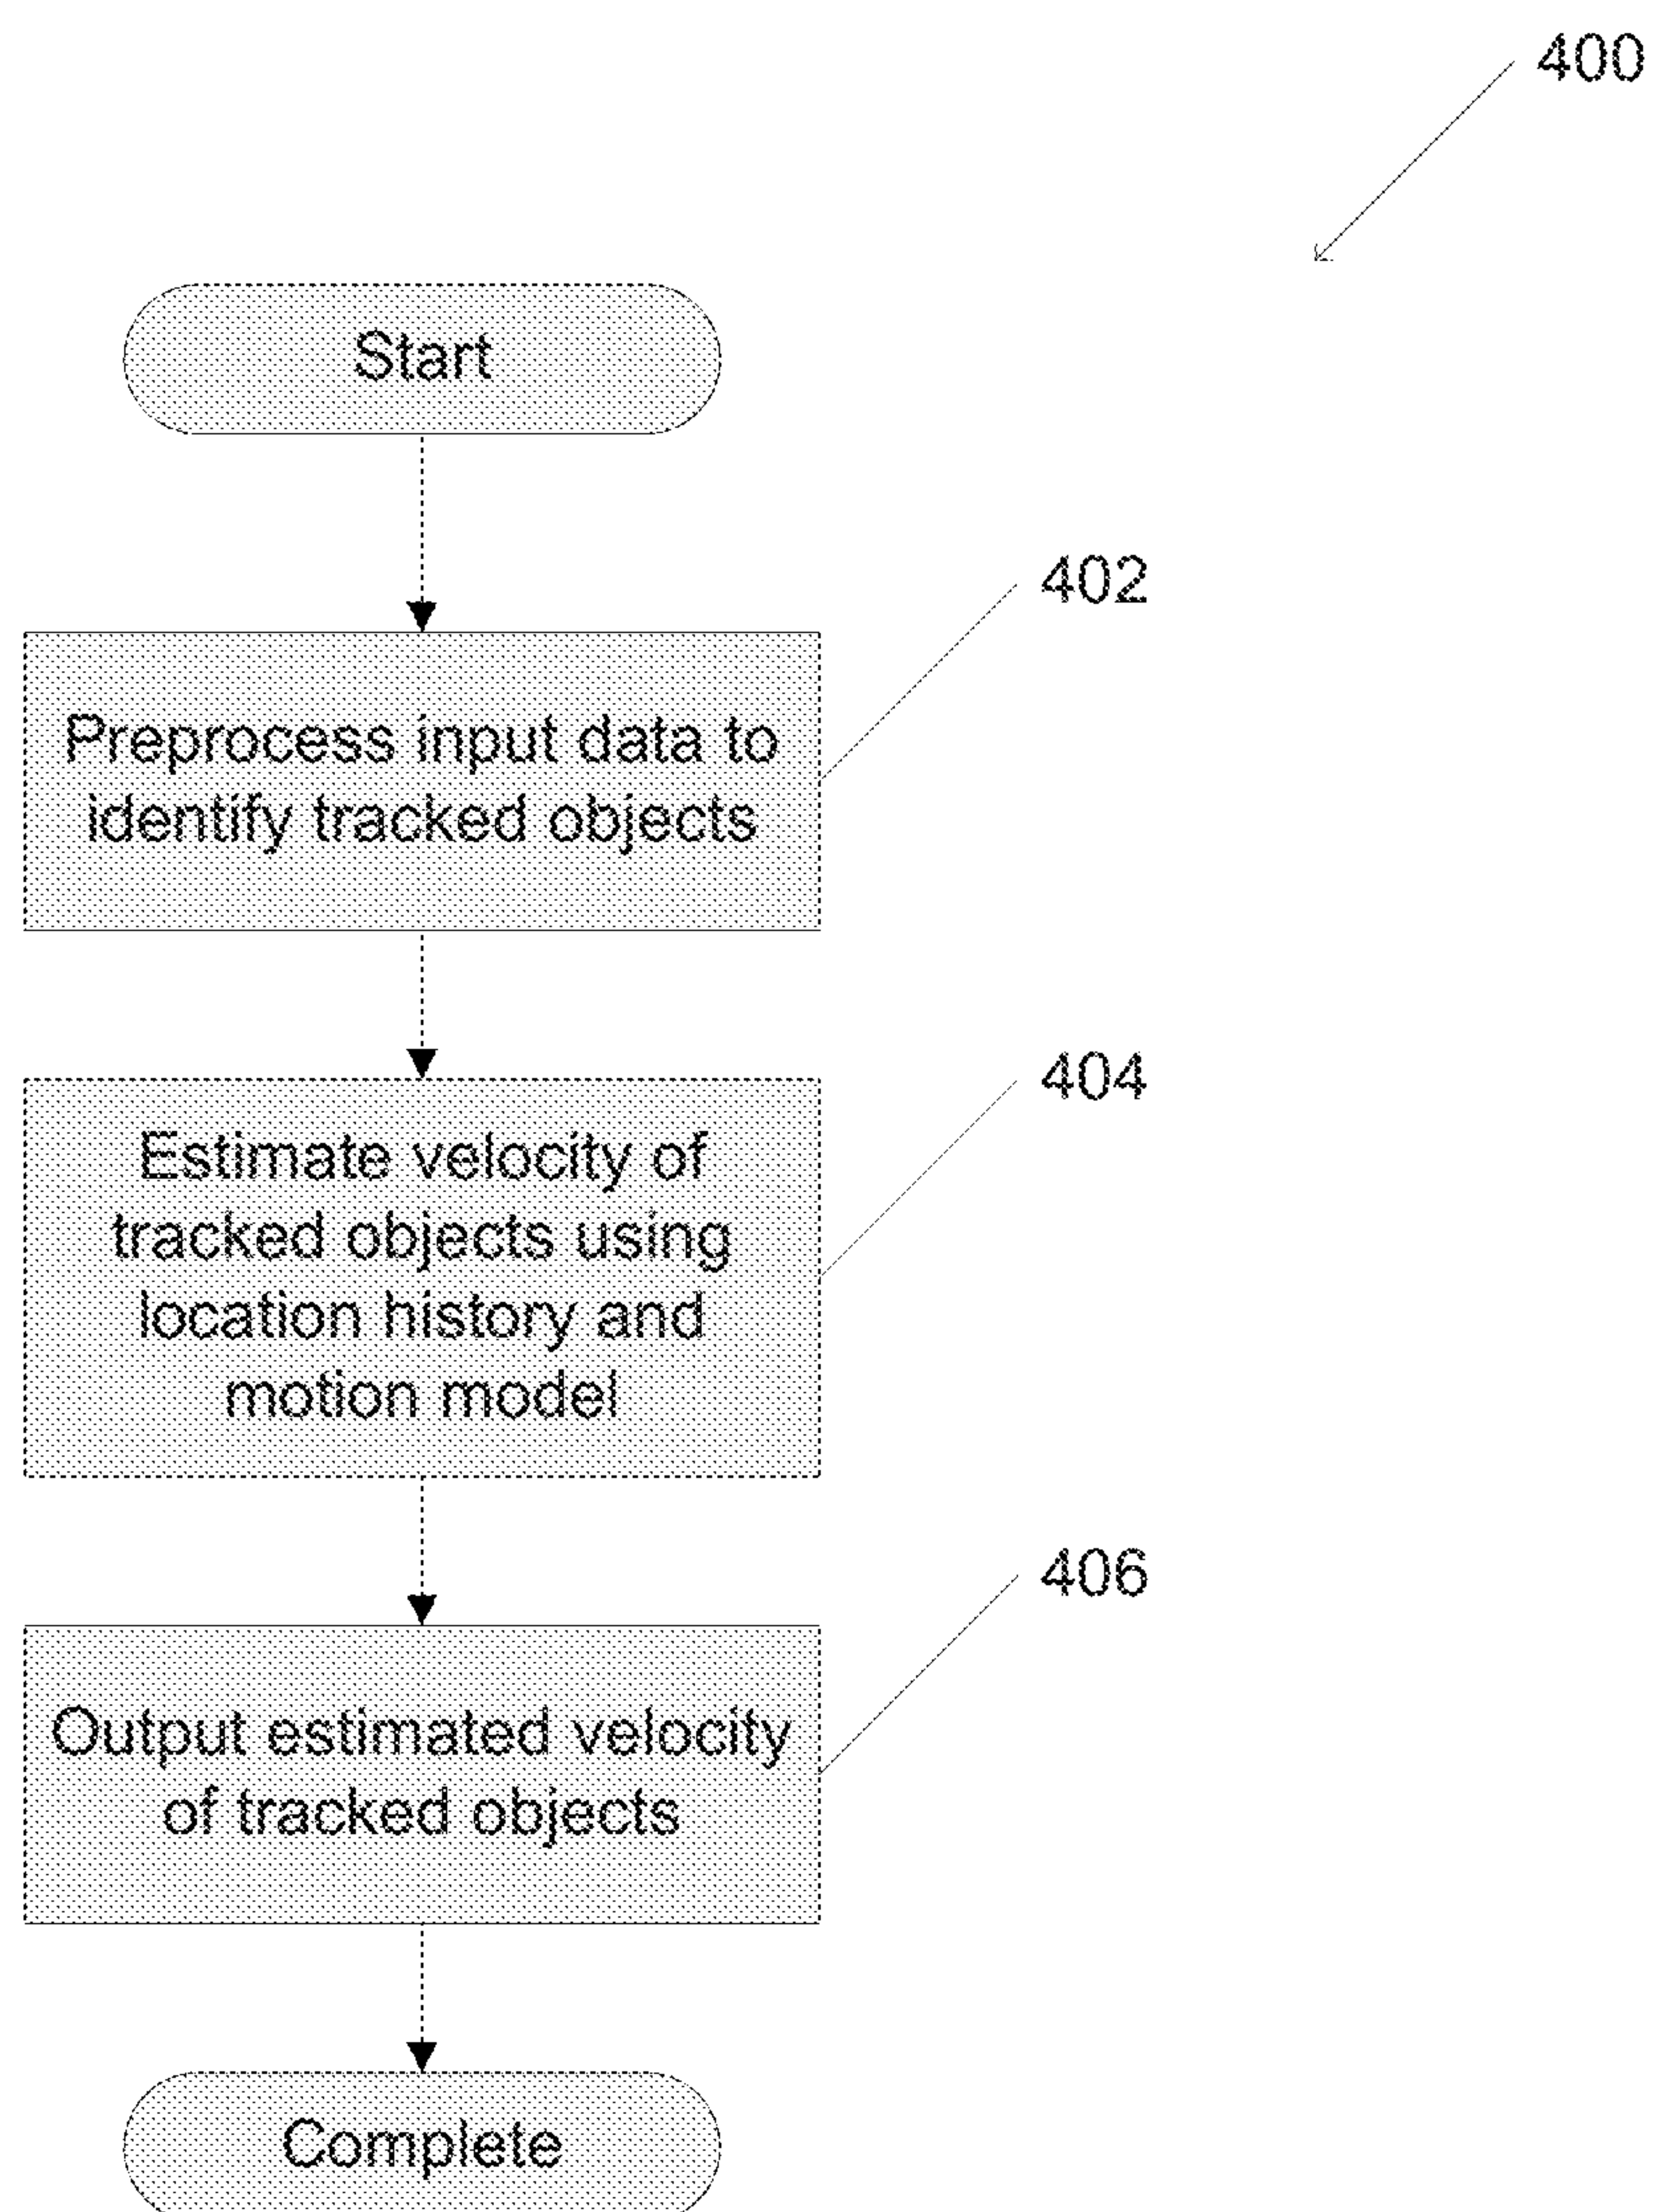 400
Start
402
Preprocess input data to
identify tracked objects
404
Estimate velocity of
tracked objects using
location history and
motion model
406
Output estimated velocity
of tracked objects
Complete